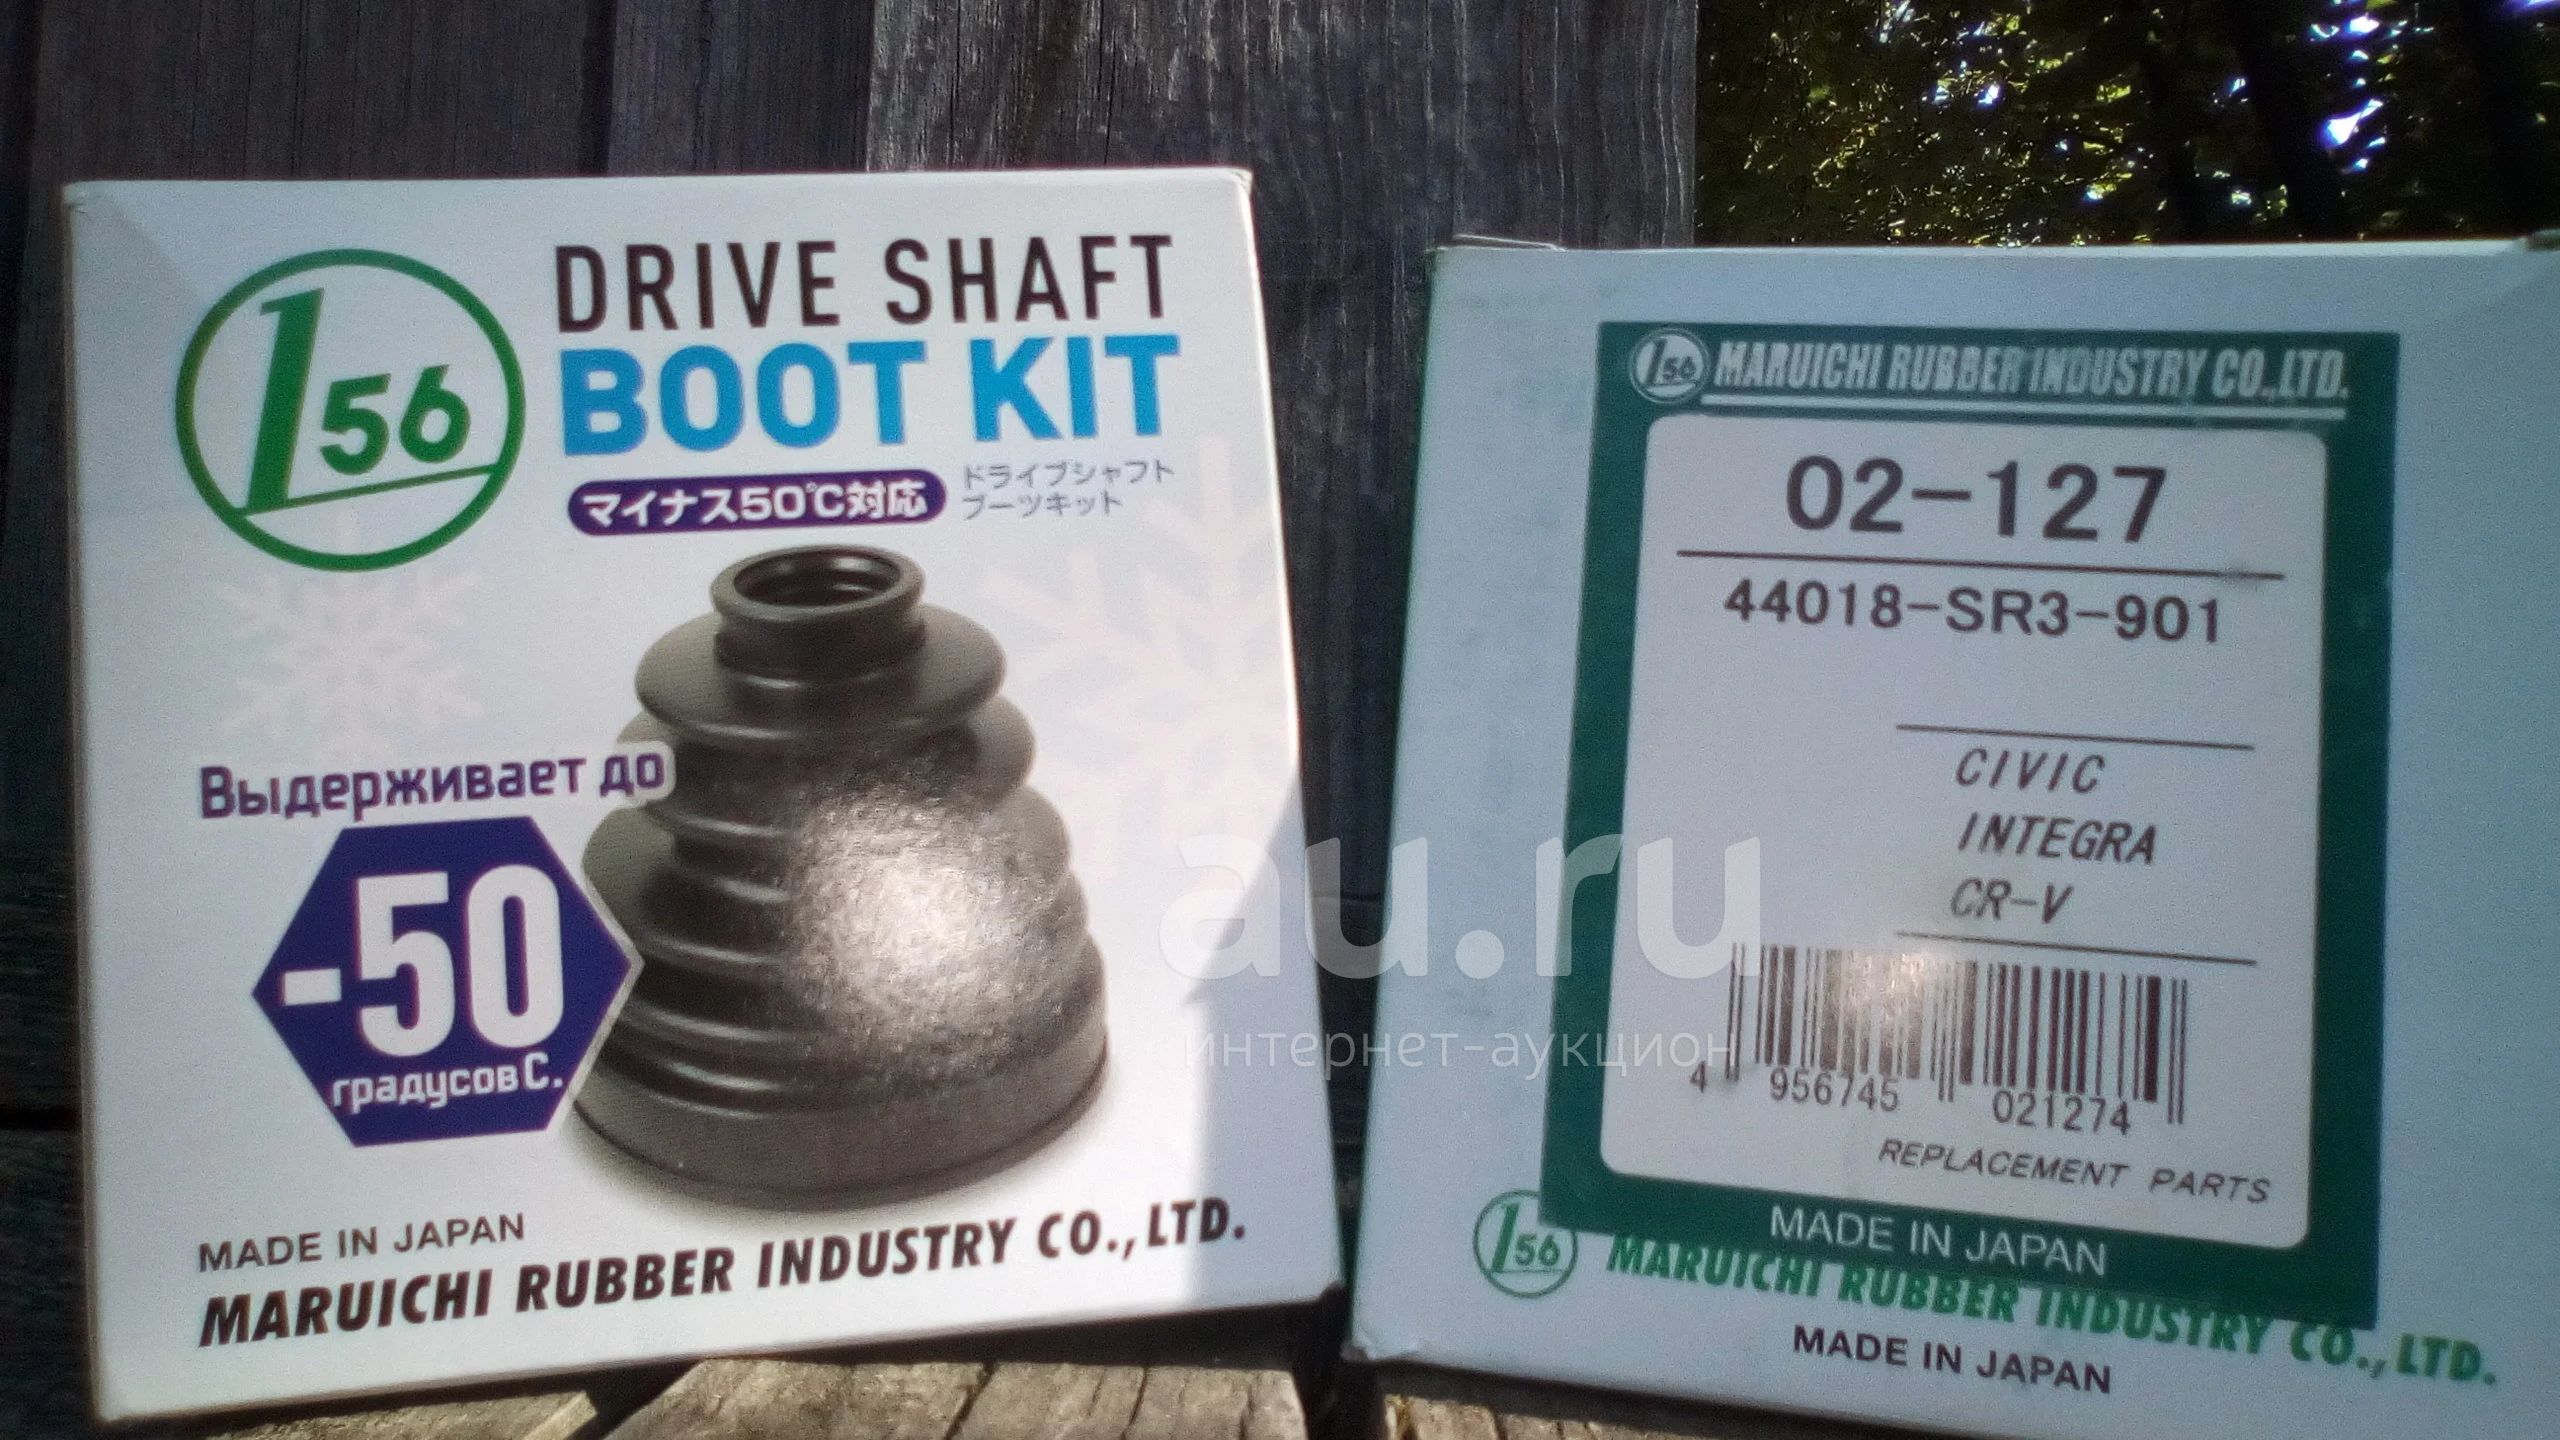 156
DRIVE SHAFT
BOOT KIT
マイナス50℃対応
ドライブシャフト
ブーツキット
Выдерживает до
-50
градусов С.
MADE IN JAPAN
MARUICHI RUBBER INDUSTRY CO., LTD.
156 MARUICHI RUBBER INDUSTRY CO., LTD.
02-127
44018-SR3-901
CIVIC
INTEGRA
CR-V
4 956745 021274
REPLACEMENT PARTS
MADE IN JAPAN
156 MARUICHI RUBBER INDUSTRY CO., LTD.
MADE IN JAPAN
au.ru
интернет-аукцион